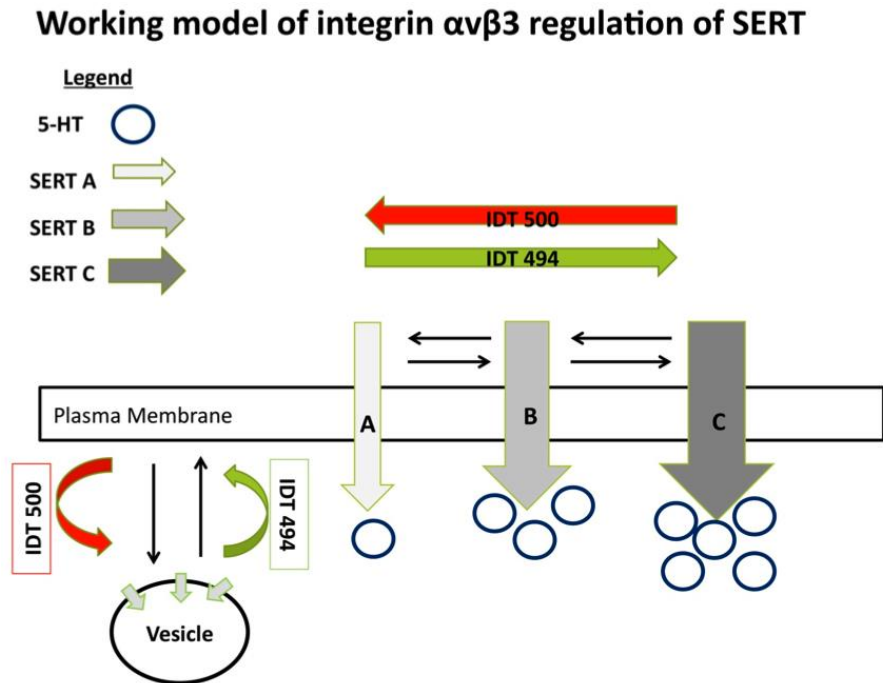 Working model of integrin αvβ3 regulation of SERT
Legend
5-HT
SERT A
SERT B
SERT C
IDT 500
IDT 494
Plasma Membrane
A
B
C
IDT 500
IDT 494
Vesicle